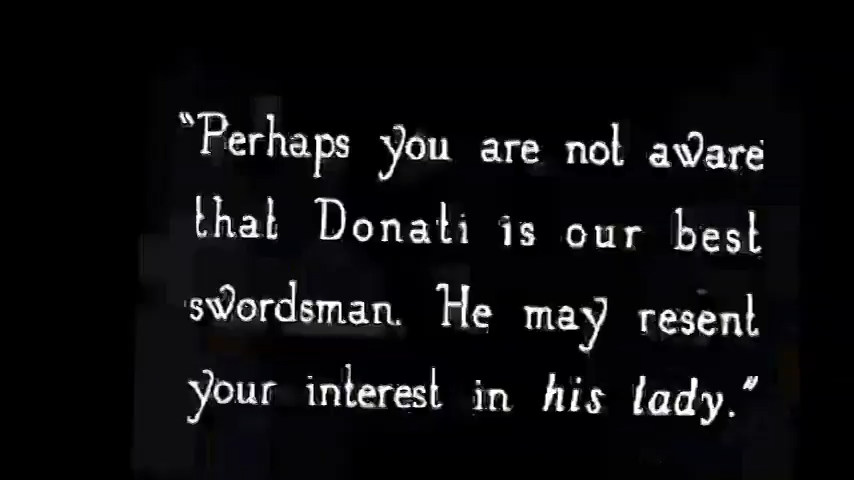 "Perhaps you are not aware
that Donati is our best
swordsman. He may resent
your interest in his lady."